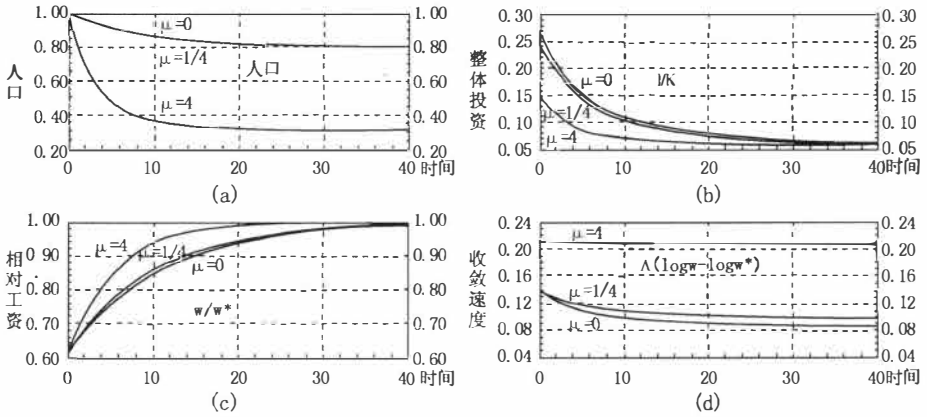 人口
1.00
0.80
0.60
0.40
0.20
μ=0
μ=1/4
人口
μ=4
1.00
0.80
0.60
0.40
0.20
0
10
20
30
40 时间
(a)
整体投资
0.30
0.25
0.20
0.15
0.10
0.05
μ=0
I/K
μ=1/4
μ=4
0.30
0.25
0.20
0.15
0.10
0.05
0
10
20
30
40 时间
(b)
相对工资
1.00
0.90
0.80
0.70
0.60
μ=4
μ=1/4
μ=0
w/w*
1.00
0.90
0.80
0.70
0.60
0
10
20
30
40 时间
(c)
收敛速度
0.24
0.20
0.16
0.12
0.08
0.04
μ=4
Λ(logw-logw*)
μ=1/4
μ=0
0.24
0.20
0.16
0.12
0.08
0.04
0
10
20
30
40 时间
(d)